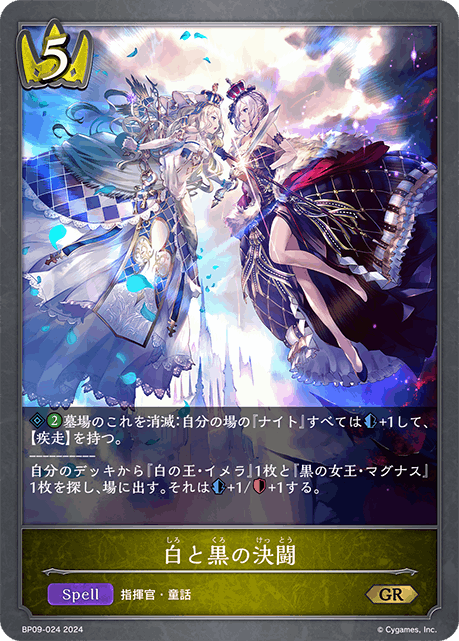 5
2 墓場のこれを消滅:自分の場の『ナイト』すべては+1して、
【疾走】を持つ。
----------
自分のデッキから『白の王・イメラ』1枚と『黒の女王・マグナス』
1枚を探し、場に出す。それは+1/+1する。
しろ くろ けっ とう
白と黒の決闘
Spell 指揮官・童話 GR
BP09-024 2024 © Cygames, Inc.